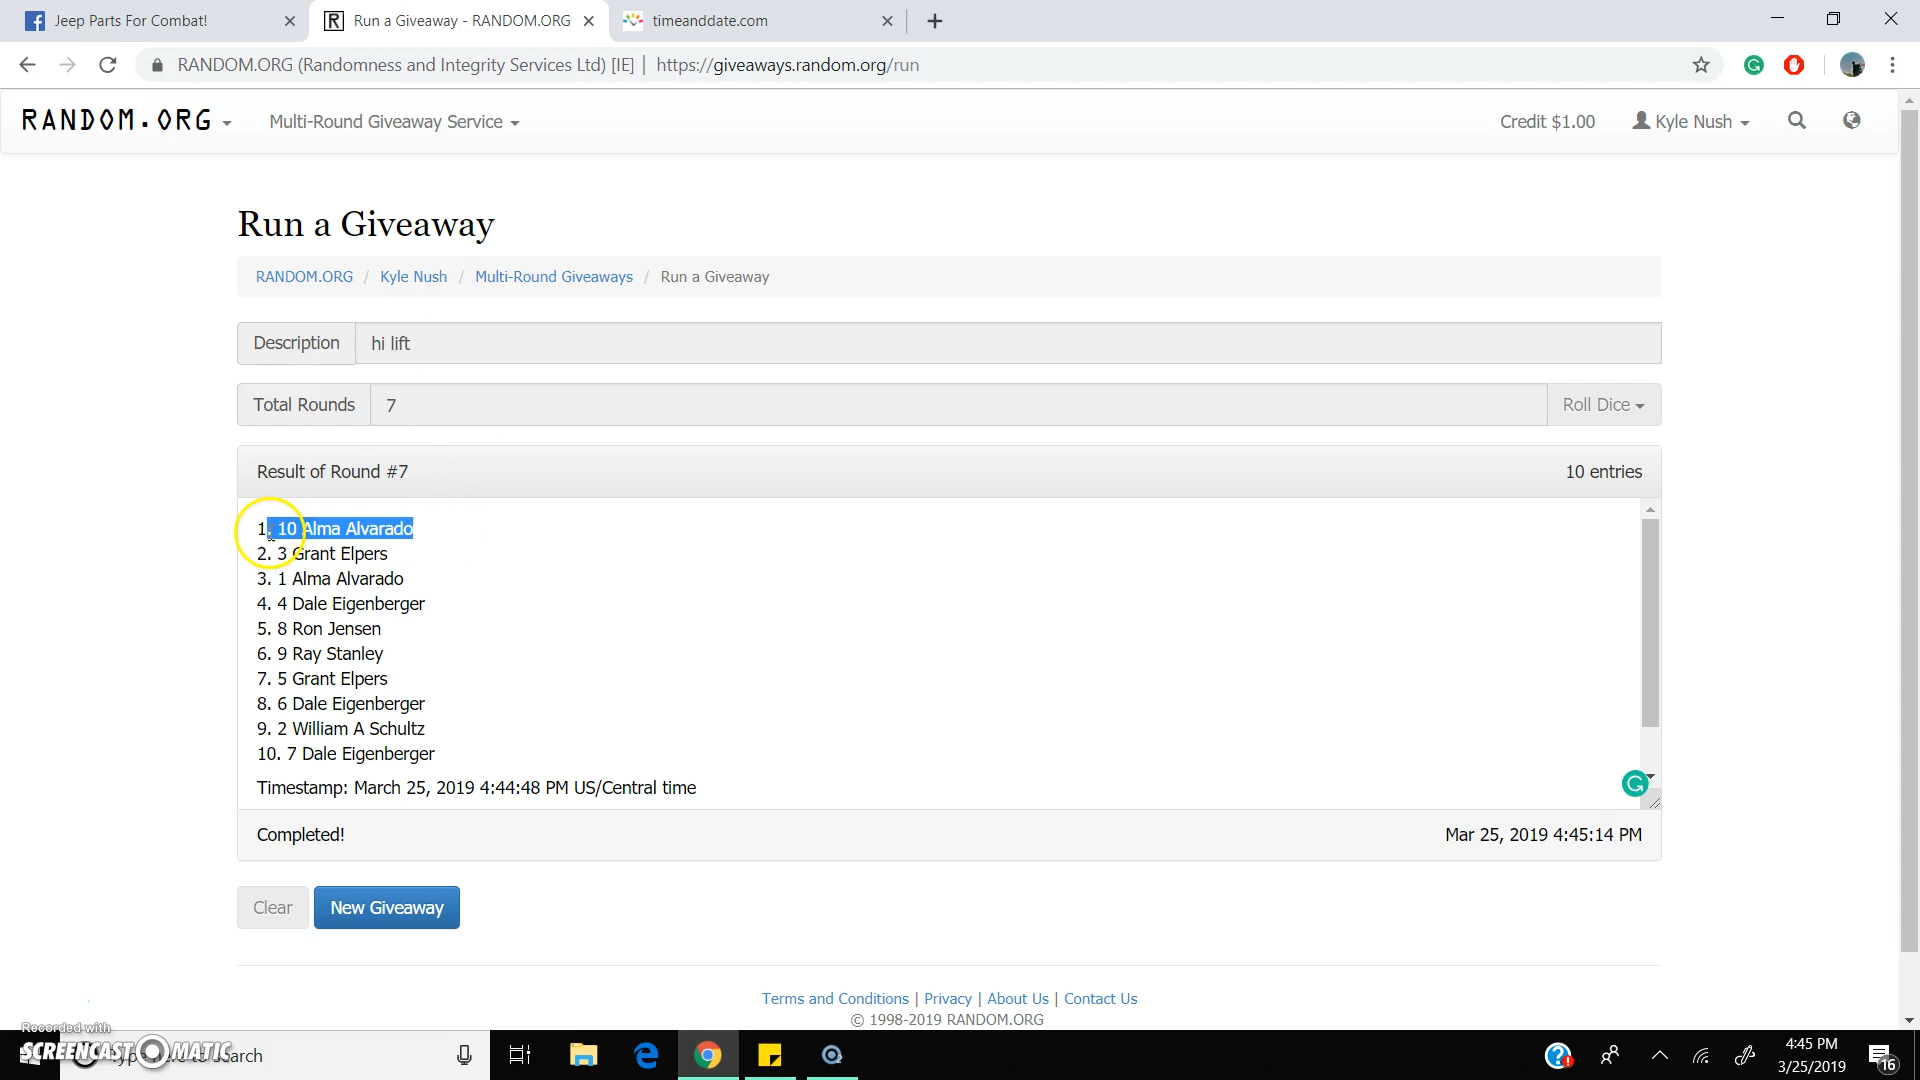 Jeep Parts For Combat!
Run a Giveaway - RANDOM.ORG
timeanddate.com
RANDOM.ORG (Randomness and Integrity Services Ltd) [IE] | https://giveaways.random.org/run
RANDOM.ORG
Multi-Round Giveaway Service
Credit $1.00
Kyle Nush
Run a Giveaway
RANDOM.ORG / Kyle Nush / Multi-Round Giveaways / Run a Giveaway
Description hi lift
Total Rounds 7 Roll Dice
Result of Round #7 10 entries
1. 10 Alma Alvarado
2. 3 Grant Elpers
3. 1 Alma Alvarado
4. 4 Dale Eigenberger
5. 8 Ron Jensen
6. 9 Ray Stanley
7. 5 Grant Elpers
8. 6 Dale Eigenberger
9. 2 William A Schultz
10. 7 Dale Eigenberger
Timestamp: March 25, 2019 4:44:48 PM US/Central time
Completed! Mar 25, 2019 4:45:14 PM
Clear New Giveaway
Terms and Conditions | Privacy | About Us | Contact Us
© 1998-2019 RANDOM.ORG
Recorded with
SCREENCAST-O-MATIC
Type here to search
4:45 PM
3/25/2019
16